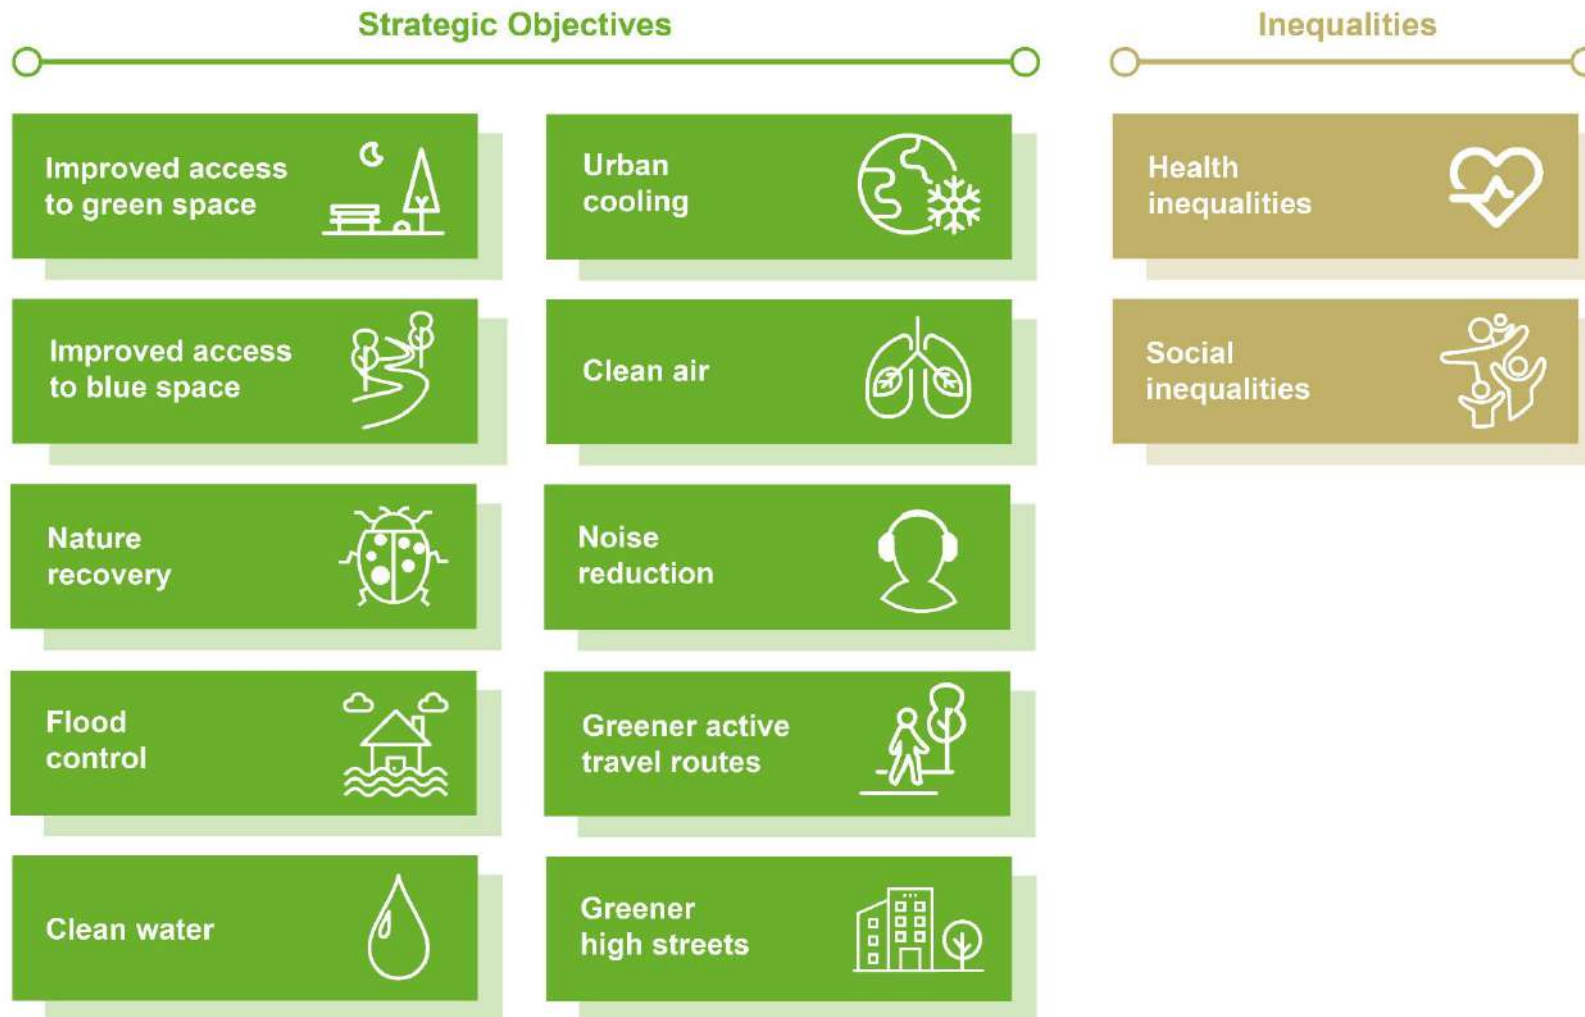 Strategic Objectives
Improved access
to green space
Improved access
to blue space
Nature
recovery
Flood
control
Clean water
Urban
cooling
Clean air
Noise
reduction
Greener active
travel routes
Greener
high streets
Inequalities
Health
inequalities
Social
inequalities